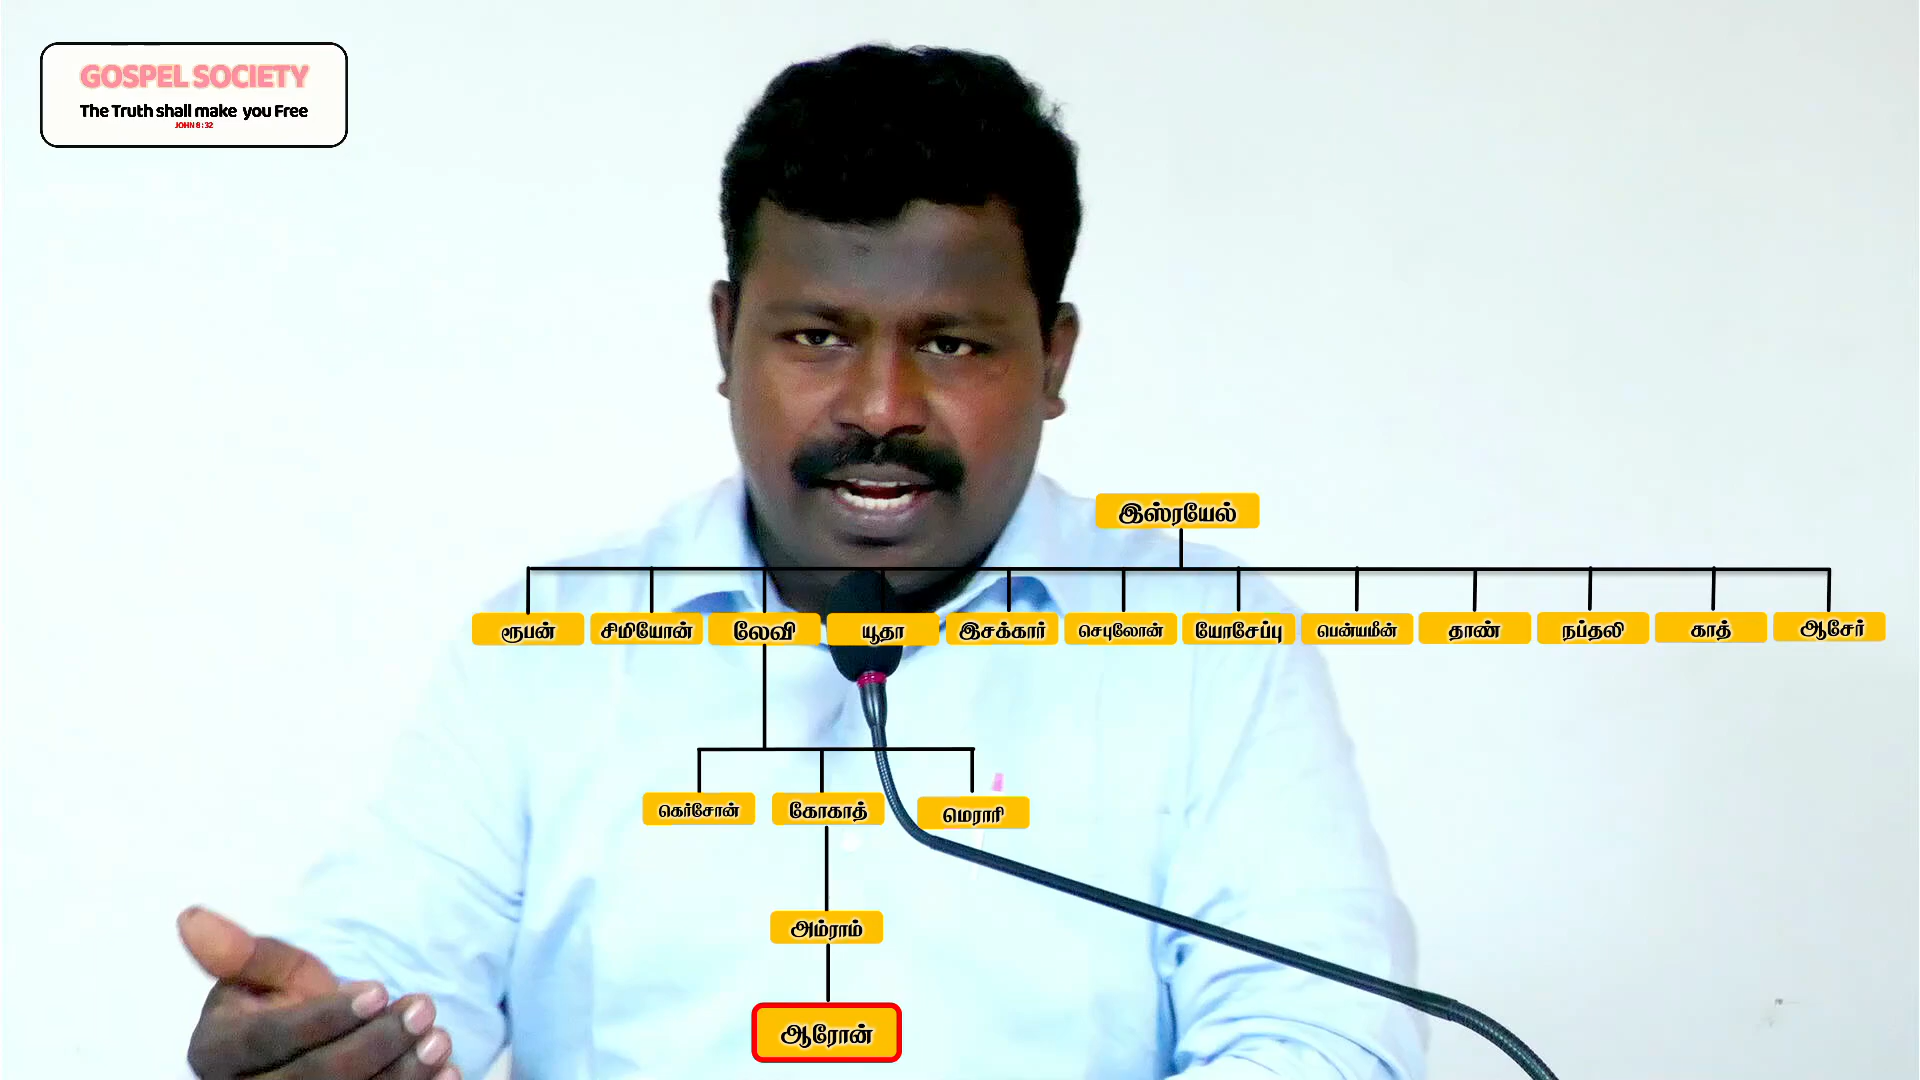 GOSPEL SOCIETY
The Truth shall make you Free
JOHN 8:32
இஸ்ரயேல்
ரூபன்
சிமியோன்
லேவி
யூதா
இசக்கார்
செபுலோன்
யோசேப்பு
பென்யமீன்
தாண்
நப்தலி
காத்
ஆசேர்
கெர்சோன்
கோகாத்
மெராரி
அம்ராம்
ஆரோன்